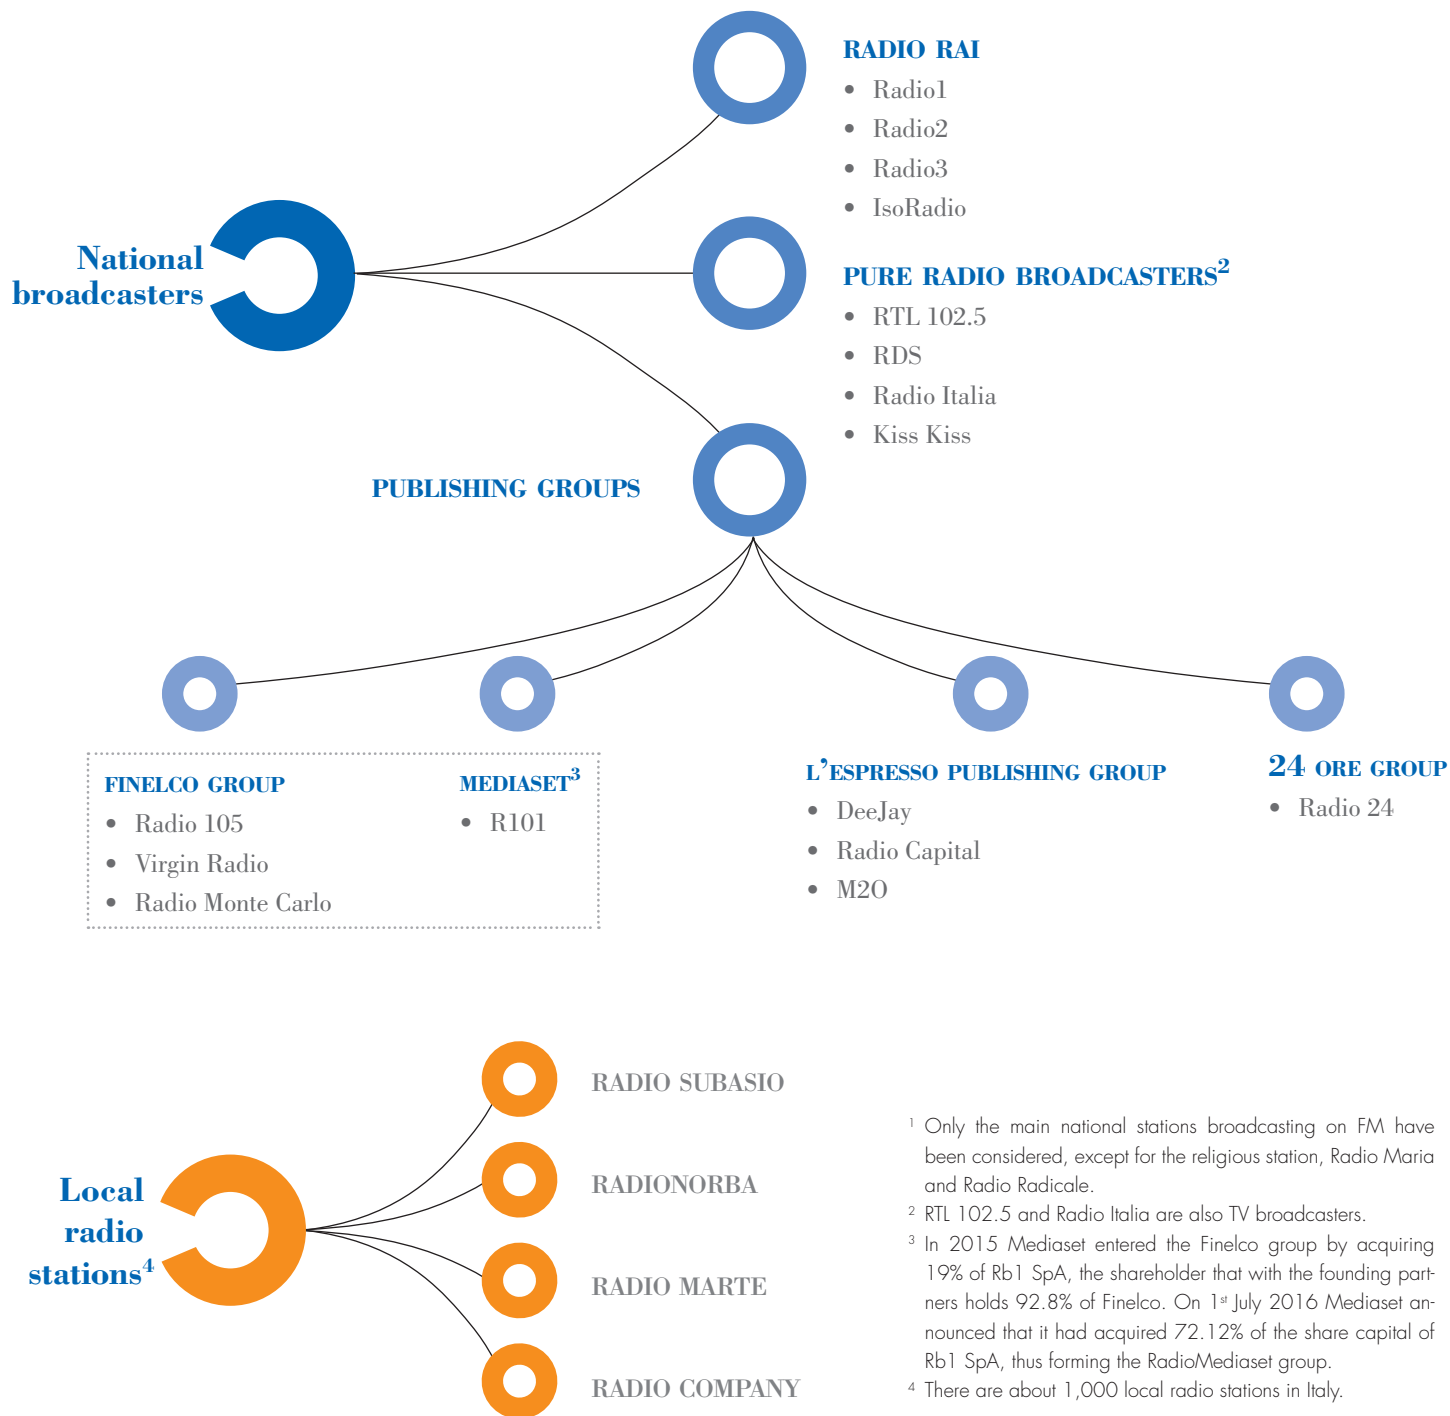 RADIO RAI
• Radio1
• Radio2
• Radio3
• IsoRadio
National
broadcasters
PURE RADIO BROADCASTERS²
• RTL 102.5
• RDS
• Radio Italia
• Kiss Kiss
PUBLISHING GROUPS
FINELCO GROUP
• Radio 105
• Virgin Radio
• Radio Monte Carlo
MEDIASET³
• R101
L’ESPRESSO PUBLISHING GROUP
• DeeJay
• Radio Capital
• M2O
24 ORE GROUP
• Radio 24
Local
radio
stations⁴
RADIO SUBASIO
RADIONORBA
RADIO MARTE
RADIO COMPANY
¹ Only the main national stations broadcasting on FM have
been considered, except for the religious station, Radio Maria
and Radio Radicale.
² RTL 102.5 and Radio Italia are also TV broadcasters.
³ In 2015 Mediaset entered the Finelco group by acquiring
19% of Rb1 SpA, the shareholder that with the founding part-
ners holds 92.8% of Finelco. On 1st July 2016 Mediaset an-
nounced that it had acquired 72.12% of the share capital of
Rb1 SpA, thus forming the RadioMediaset group.
⁴ There are about 1,000 local radio stations in Italy.